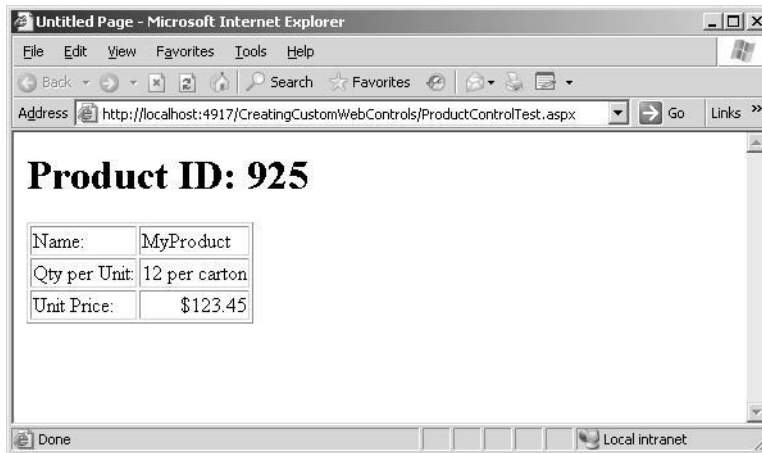 Untitled Page - Microsoft Internet Explorer
File Edit View Favorites Tools Help
Back Search Favorites
Address http://localhost:4917/CreatingCustomWebControls/ProductControlTest.aspx Go Links »
Product ID: 925
Name: MyProduct
Qty per Unit: 12 per carton
Unit Price: $123.45
Done Local intranet